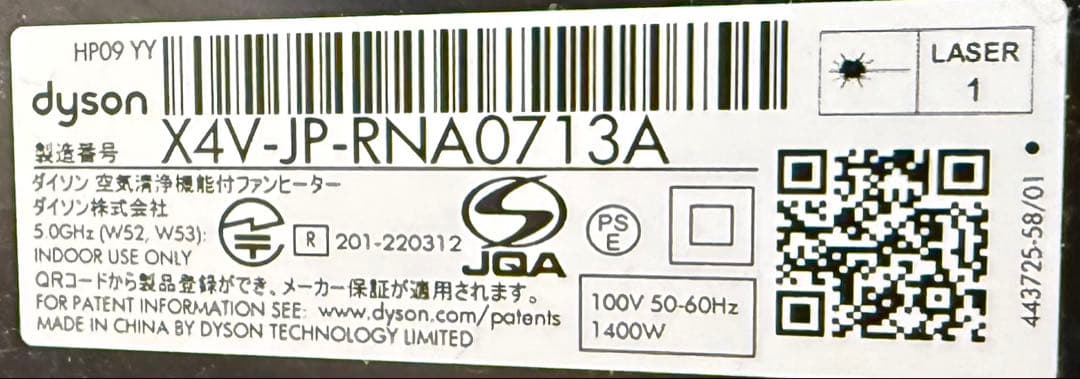 HP09 YY
dyson
製造番号 X4V-JP-RNA0713A
LASER
1
ダイソン 空気清浄機能付ファンヒーター
ダイソン株式会社
5.0GHz (W52, W53):
INDOOR USE ONLY
R 201-220312
JQA
PS
E
QRコードから製品登録ができ、メーカー保証が適用されます。
FOR PATENT INFORMATION SEE: www.dyson.com/patents
MADE IN CHINA BY DYSON TECHNOLOGY LIMITED
100V 50-60Hz
1400W
443725-58/01